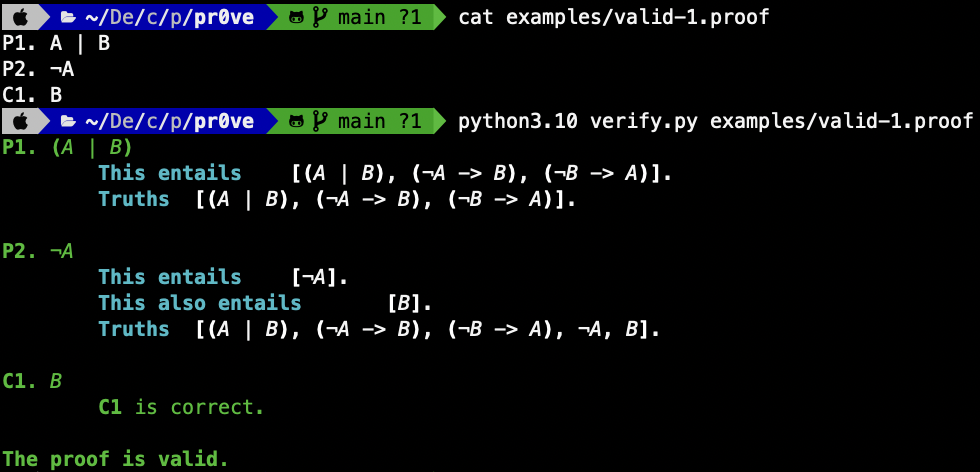 ~/De/c/p/pr0ve main ?1 cat examples/valid-1.proof
P1. A | B
P2. ¬A
C1. B
~/De/c/p/pr0ve main ?1 python3.10 verify.py examples/valid-1.proof
P1. (A | B)
This entails [(A | B), (¬A -> B), (¬B -> A)].
Truths [(A | B), (¬A -> B), (¬B -> A)].
P2. ¬A
This entails [¬A].
This also entails [B].
Truths [(A | B), (¬A -> B), (¬B -> A), ¬A, B].
C1. B
C1 is correct.
The proof is valid.